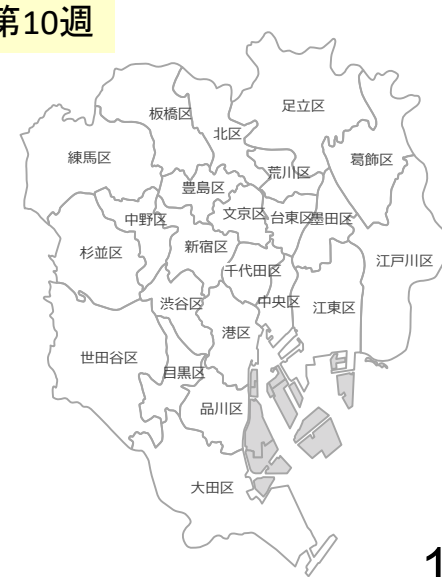 第10週
足立区
板橋区
北区
練馬区
葛飾区
荒川区
豊島区
文京区
台東区
墨田区
中野区
新宿区
杉並区
千代田区
江戸川区
渋谷区
中央区
江東区
港区
世田谷区
目黒区
品川区
大田区
1